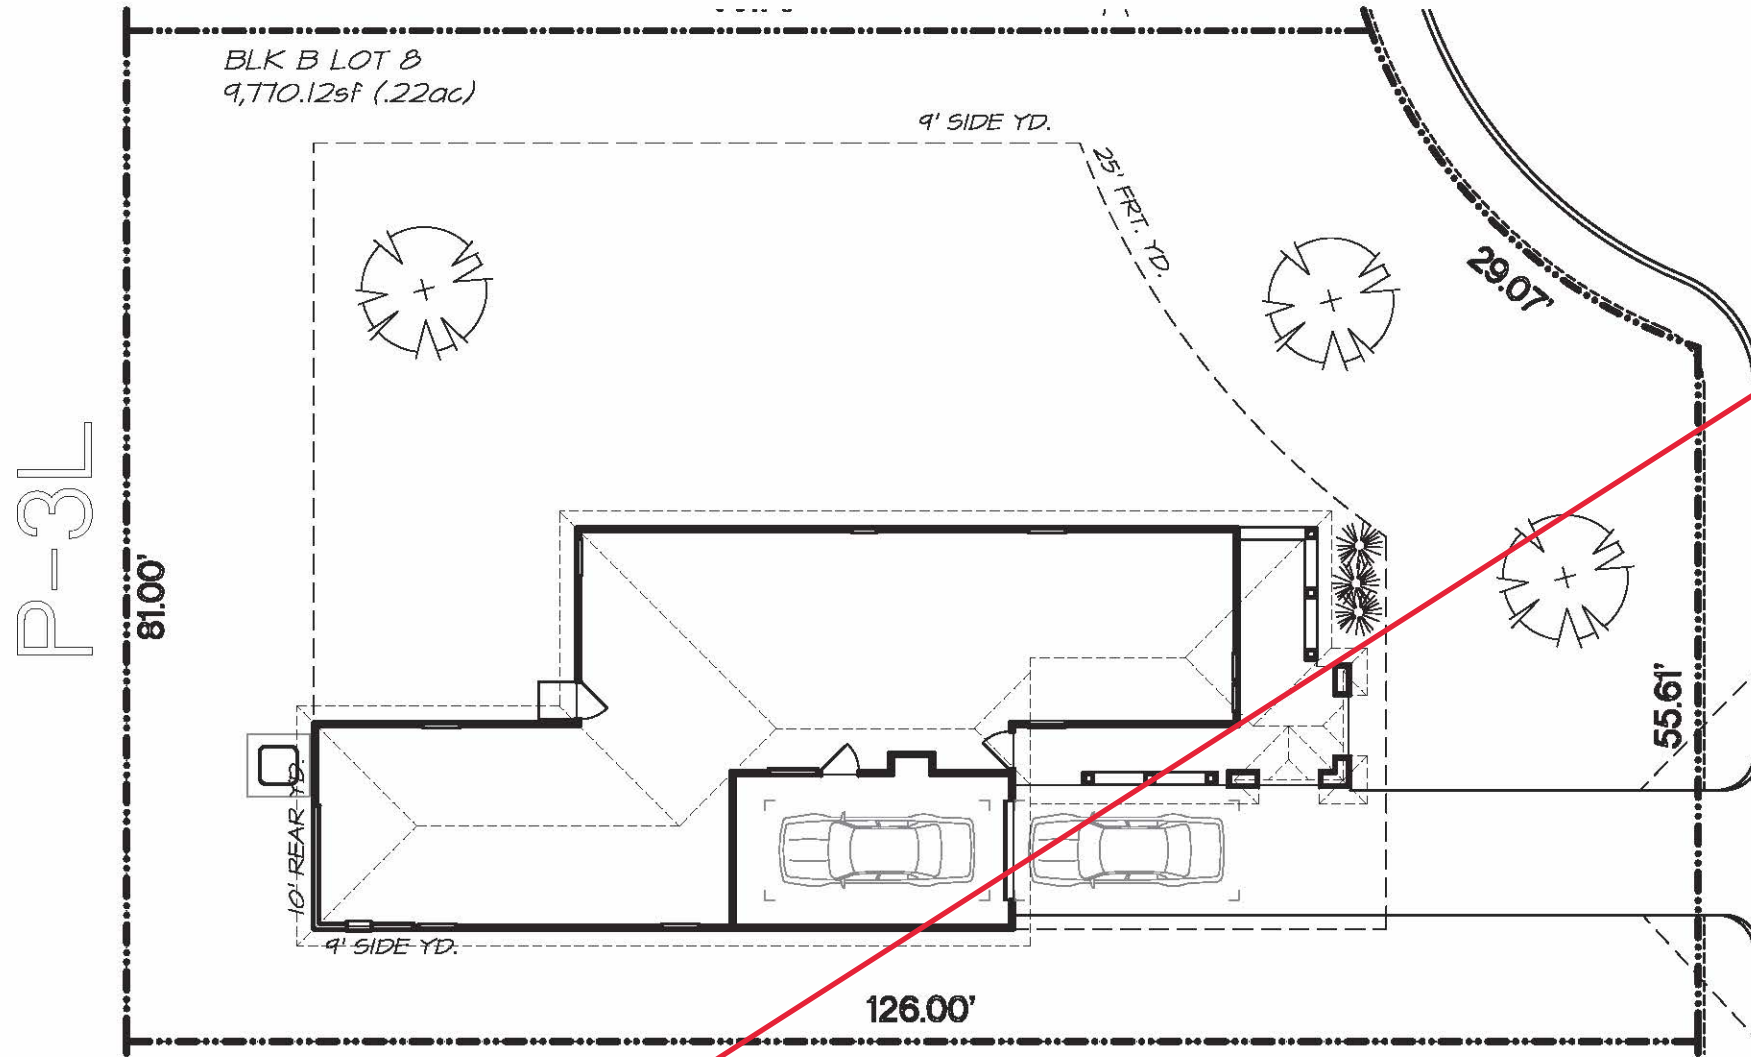 BLK B LOT 8
9,770.12sf (.22ac)
9' SIDE YD.
25' FRT. YD.
29.07'
P-3L
81.00'
55.61'
10' REAR YD.
9' SIDE YD.
126.00'